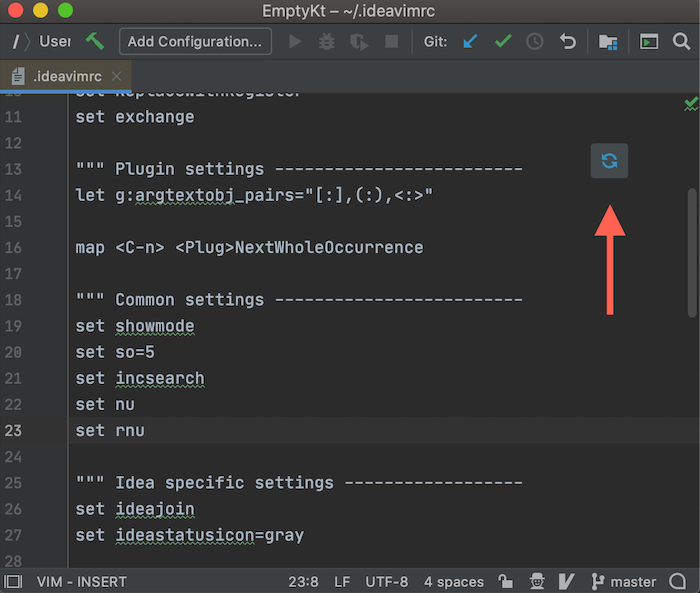 EmptyKt – ~/.ideavimrc
User Add Configuration... Git:
.ideavimrc
11 set exchange
12
13 """ Plugin settings -------------------------
14 let g:argtextobj_pairs="[:],(:),<:>"
15
16 map <C-n> <Plug>NextWholeOccurrence
17
18 """ Common settings -------------------------
19 set showmode
20 set so=5
21 set incsearch
22 set nu
23 set rnu
24
25 """ Idea specific settings ------------------
26 set ideajoin
27 set ideastatusicon=gray
28
VIM - INSERT 23:8 LF UTF-8 4 spaces master